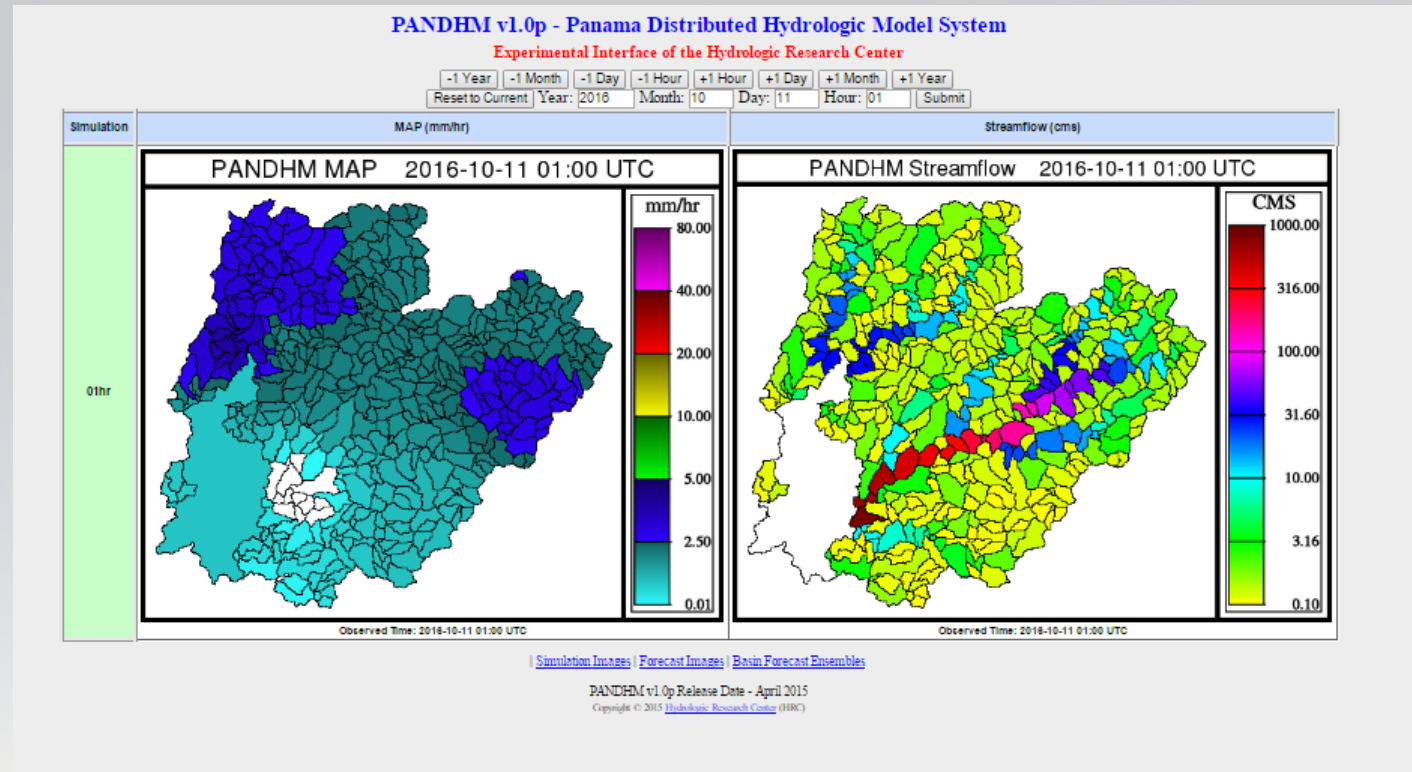 PANDHM v1.0p - Panama Distributed Hydrologic Model System
Experimental Interface of the Hydrologic Research Center
-1 Year -1 Month -1 Day -1 Hour +1 Hour +1 Day +1 Month +1 Year
Reset to Current Year: 2016 Month: 10 Day: 11 Hour: 01 Submit
Simulation MAP (mm/hr) Streamflow (cms)
01hr
PANDHM MAP 2016-10-11 01:00 UTC
mm/hr
80.00
40.00
20.00
10.00
5.00
2.50
0.01
Observed Time: 2016-10-11 01:00 UTC
PANDHM Streamflow 2016-10-11 01:00 UTC
CMS
1000.00
316.00
100.00
31.60
10.00
3.16
0.10
Observed Time: 2016-10-11 01:00 UTC
| Simulation Images | Forecast Images | Basin Forecast Ensembles
PANDHM v1.0p Release Date - April 2015
Copyright © 2015 Hydrologic Research Center (HRC)